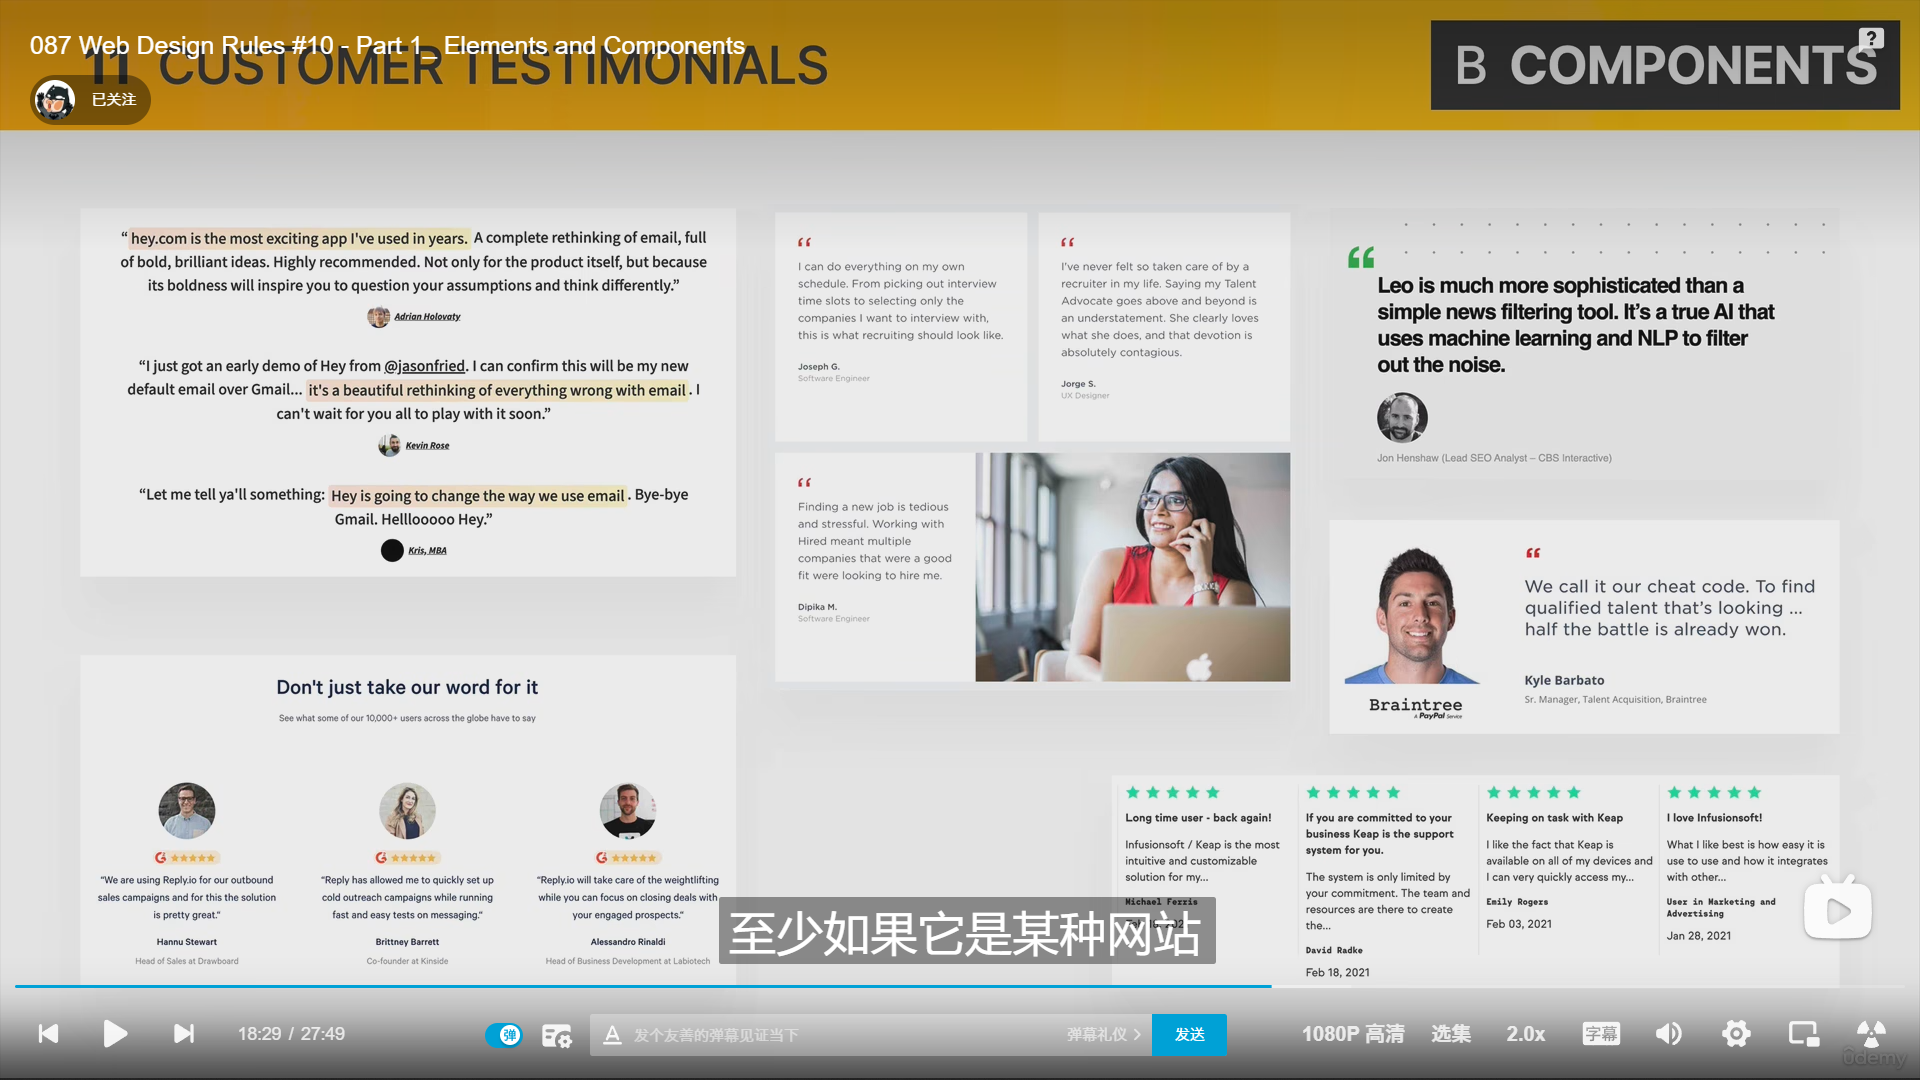 087 Web Design Rules #10 - Part 1_ Elements and Components
11 CUSTOMER TESTIMONIALS
B COMPONENTS
?
已关注
“ hey.com is the most exciting app I've used in years. A complete rethinking of email, full
of bold, brilliant ideas. Highly recommended. Not only for the product itself, but because
its boldness will inspire you to question your assumptions and think differently.”
Adrian Holovaty
“I just got an early demo of Hey from @jasonfried. I can confirm this will be my new
default email over Gmail... it's a beautiful rethinking of everything wrong with email . I
can't wait for you all to play with it soon.”
Kevin Rose
“Let me tell ya'll something: Hey is going to change the way we use email . Bye-bye
Gmail. Helllooooo Hey.”
Kris, MBA
“
I can do everything on my own
schedule. From picking out interview
time slots to selecting only the
companies I want to interview with,
this is what recruiting should look like.
Joseph G.
Software Engineer
“
I've never felt so taken care of by a
recruiter in my life. Saying my Talent
Advocate goes above and beyond is
an understatement. She clearly loves
what she does, and that devotion is
absolutely contagious.
Jorge S.
UX Designer
“
Finding a new job is tedious
and stressful. Working with
Hired meant multiple
companies that were a good
fit were looking to hire me.
Dipika M.
Software Engineer
“
Leo is much more sophisticated than a
simple news filtering tool. It’s a true AI that
uses machine learning and NLP to filter
out the noise.
Jon Henshaw (Lead SEO Analyst – CBS Interactive)
“
We call it our cheat code. To find
qualified talent that’s looking ...
half the battle is already won.
Kyle Barbato
Sr. Manager, Talent Acquisition, Braintree
Braintree
A PayPal Service
Don't just take our word for it
See what some of our 10,000+ users across the globe have to say
“We are using Reply.io for our outbound
sales campaigns and for this the solution
is pretty great.”
Hannu Stewart
Head of Sales at Drawboard
“Reply has allowed me to quickly set up
cold outreach campaigns while running
fast and easy tests on messaging.”
Brittney Barrett
Co-founder at Kinside
“Reply.io will take care of the weightlifting
while you can focus on closing deals with
your engaged prospects.”
Alessandro Rinaldi
Head of Business Development at Labiotech
Long time user - back again!
Infusionsoft / Keap is the most
intuitive and customizable
solution for my...
Michael Ferris
If you are committed to your
business Keap is the support
system for you.
The system is only limited by
your commitment. The team and
resources are there to create
the...
David Radke
Feb 18, 2021
Keeping on task with Keap
I like the fact that Keap is
available on all of my devices and
I can very quickly access my...
Emily Rogers
Feb 03, 2021
I love Infusionsoft!
What I like best is how easy it is
use to use and how it integrates
with other...
User in Marketing and
Advertising
Jan 28, 2021
至少如果它是某种网站
18:29 / 27:49
弹
A 发个友善的弹幕见证当下
弹幕礼仪
发送
1080P 高清
选集
2.0x
字幕
ûdemy